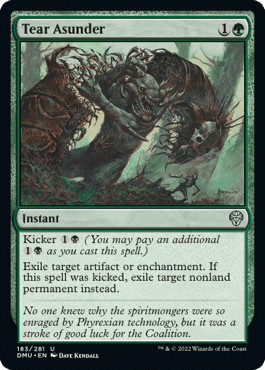 Tear Asunder 1
Instant
Kicker 1 (You may pay an additional
1 as you cast this spell.)
Exile target artifact or enchantment. If
this spell was kicked, exile target nonland
permanent instead.
No one knew why the spiritmongers were so
enraged by Phyrexian technology, but it was
a stroke of good luck for the Coalition.
183/281 U
DMU • EN DAVE KENDALL
™ & © 2022 Wizards of the Coast